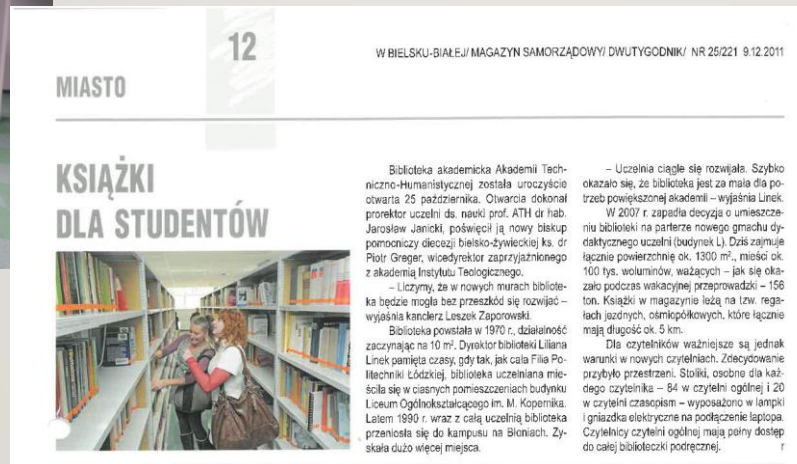 12
W BIELSKU-BIAŁEJ/ MAGAZYN SAMORZĄDOWY/ DWUTYGODNIK/ NR 25/221 9.12.2011
MIASTO
KSIĄŻKI
DLA STUDENTÓW
Biblioteka akademicka Akademii Tech-
niczno-Humanistycznej została uroczyście
otwarta 25 października. Otwarcia dokonał
prorektor uczelni ds. nauki prof. ATH dr hab.
Jarosław Janicki, poświęcił ją nowy biskup
pomocniczy diecezji bielsko-żywieckiej ks. dr
Piotr Greger, wicedyrektor zaprzyjaźnionego
z akademią Instytutu Teologicznego.
– Liczymy, że w nowych murach bibliote-
ka będzie mogła bez przeszkód się rozwijać –
wyjaśnia kanclerz Leszek Zaporowski.
Biblioteka powstała w 1970 r., działalność
zaczynając na 10 m². Dyrektor biblioteki Liliana
Linek pamięta czasy, gdy tak, jak cała Filia Po-
litechniki Łódzkiej, biblioteka uczelniana mie-
ściła się w ciasnych pomieszczeniach budynku
Liceum Ogólnokształcącego im. M. Kopernika.
Latem 1990 r. wraz z całą uczelnią biblioteka
przeniosła się do kampusu na Błoniach. Zy-
skała dużo więcej miejsca.
– Uczelnia ciągle się rozwijała. Szybko
okazało się, że biblioteka jest za mała dla po-
trzeb powiększonej akademii – wyjaśnia Linek.
W 2007 r. zapadła decyzja o umieszcze-
niu biblioteki na parterze nowego gmachu dy-
daktycznego uczelni (budynek L). Dziś zajmuje
łącznie powierzchnię ok. 1300 m²., mieści ok.
100 tys. woluminów, ważących – jak się oka-
zało podczas wakacyjnej przeprowadzki – 156
ton. Książki w magazynie leżą na tzw. rega-
łach jezdnych, ośmiopółkowych, które łącznie
mają długość ok. 5 km.
Dla czytelników ważniejsze są jednak
warunki w nowych czytelniach. Zdecydowanie
przybyło przestrzeni. Stoliki, osobne dla każ-
dego czytelnika – 84 w czytelni ogólnej i 20
w czytelni czasopism – wyposażono w lampki
i gniazdka elektryczne na podłączenie laptopa.
Czytelnicy czytelni ogólnej mają pełny dostęp
do całej biblioteczki podręcznej. r